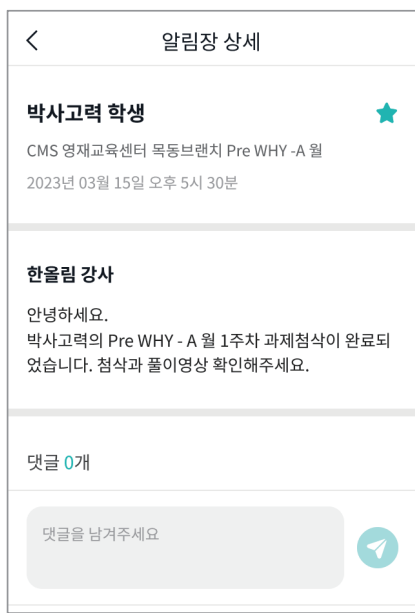 알림장 상세
박사고력 학생
CMS 영재교육센터 목동브랜치 Pre WHY -A 월
2023년 03월 15일 오후 5시 30분
한올림 강사
안녕하세요.
박사고력의 Pre WHY - A 월 1주차 과제첨삭이 완료되
었습니다. 첨삭과 풀이영상 확인해주세요.
댓글 0개
댓글을 남겨주세요